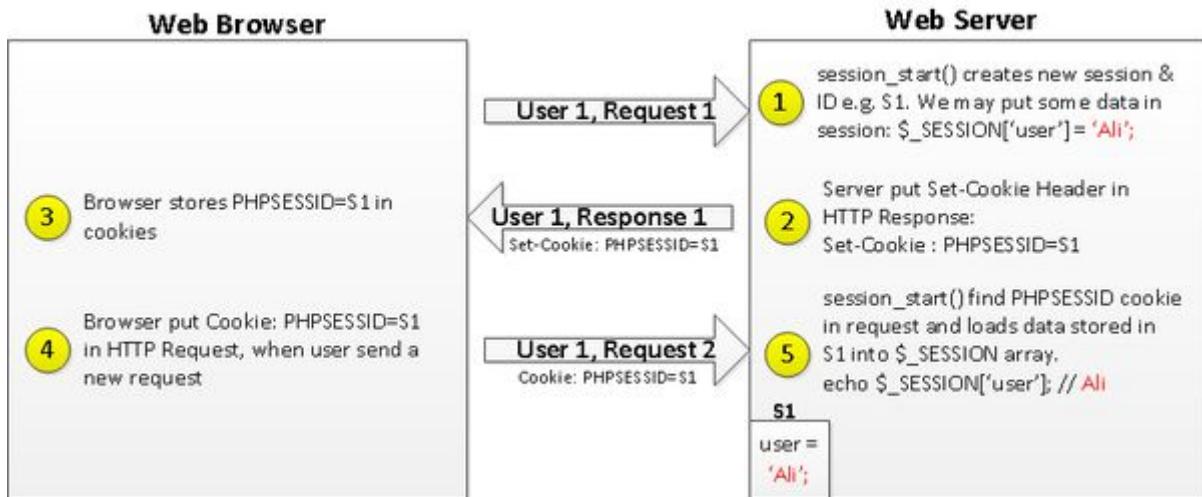 Web Browser
Web Server
User 1, Request 1
1
session_start() creates new session &
ID e.g. S1. We may put some data in
session: $_SESSION[‘user’] = ‘Ali’;
2
Server put Set-Cookie Header in
HTTP Response:
Set-Cookie : PHPSESSID=S1
User 1, Response 1
Set-Cookie: PHPSESSID=S1
3
Browser stores PHPSESSID=S1 in
cookies
4
Browser put Cookie: PHPSESSID=S1
in HTTP Request, when user send a
new request
User 1, Request 2
Cookie: PHPSESSID=S1
5
session_start() find PHPSESSID cookie
in request and loads data stored in
S1 into $_SESSION array.
echo $_SESSION[‘user’]; // Ali
S1
user =
‘Ali’;